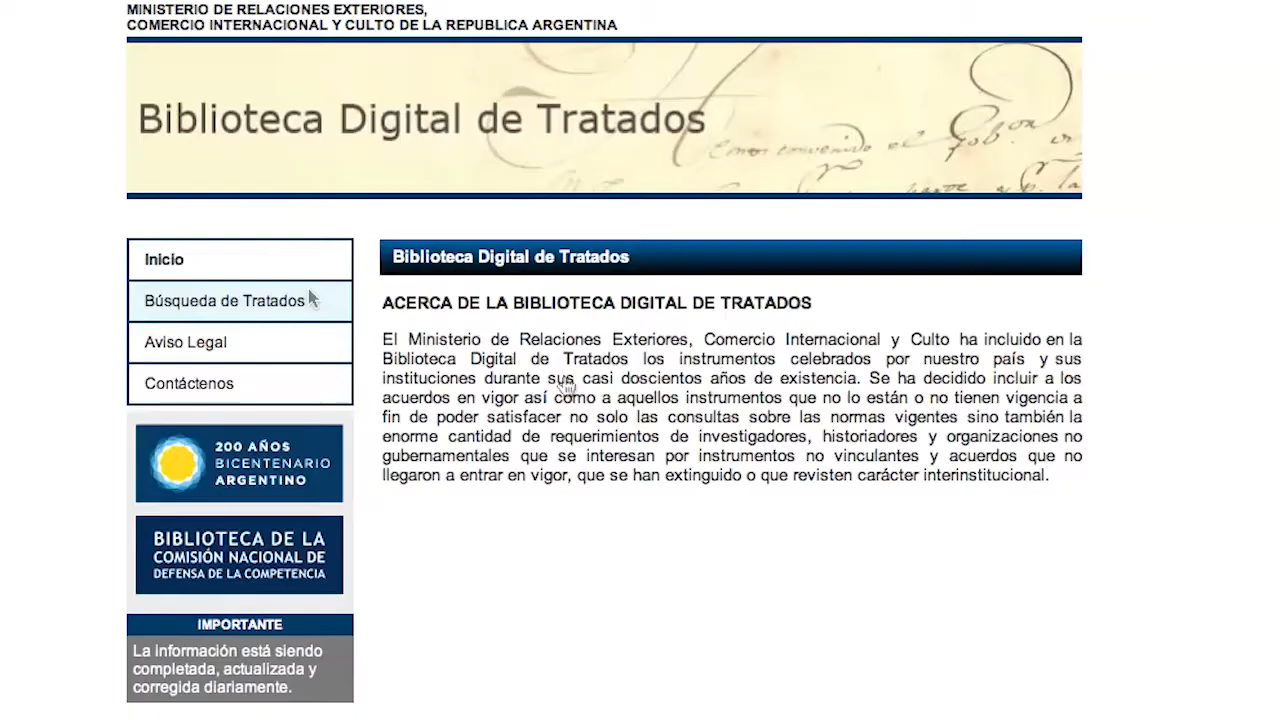 MINISTERIO DE RELACIONES EXTERIORES,
COMERCIO INTERNACIONAL Y CULTO DE LA REPUBLICA ARGENTINA
Biblioteca Digital de Tratados
convenido el Gob.on
Inicio
Búsqueda de Tratados
Aviso Legal
Contáctenos
200 AÑOS
BICENTENARIO
ARGENTINO
BIBLIOTECA DE LA
COMISIÓN NACIONAL DE
DEFENSA DE LA COMPETENCIA
IMPORTANTE
La información está siendo
completada, actualizada y
corregida diariamente.
Biblioteca Digital de Tratados
ACERCA DE LA BIBLIOTECA DIGITAL DE TRATADOS
El Ministerio de Relaciones Exteriores, Comercio Internacional y Culto ha incluido en la
Biblioteca Digital de Tratados los instrumentos celebrados por nuestro país y sus
instituciones durante sus casi doscientos años de existencia. Se ha decidido incluir a los
acuerdos en vigor así como a aquellos instrumentos que no lo están o no tienen vigencia a
fin de poder satisfacer no solo las consultas sobre las normas vigentes sino también la
enorme cantidad de requerimientos de investigadores, historiadores y organizaciones no
gubernamentales que se interesan por instrumentos no vinculantes y acuerdos que no
llegaron a entrar en vigor, que se han extinguido o que revisten carácter interinstitucional.